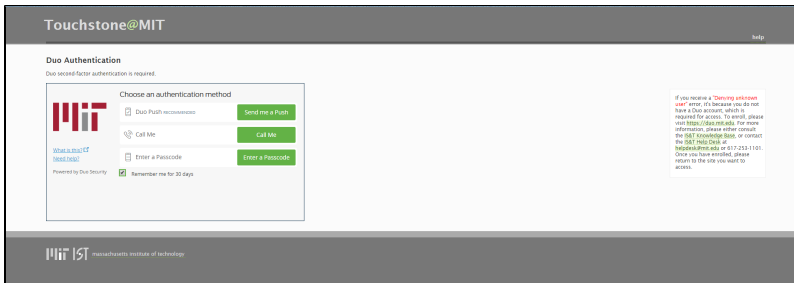 Touchstone@MIT
help
Duo Authentication
Duo second-factor authentication is required.
MIT
What is this?
Need help?
Powered by Duo Security
Choose an authentication method
Duo Push RECOMMENDED
Send me a Push
Call Me
Call Me
Enter a Passcode
Enter a Passcode
Remember me for 30 days
If you receive a "Denying unknown
user" error, it's because you do not
have a Duo account, which is
required for access. To enroll, please
visit https://duo.mit.edu. For more
information, please either consult
the IS&T Knowledge Base, or contact
the IS&T Help Desk at
helpdesk@mit.edu or 617-253-1101.
Once you have enrolled, please
return to the site you want to
access.
MIT IST massachusetts institute of technology